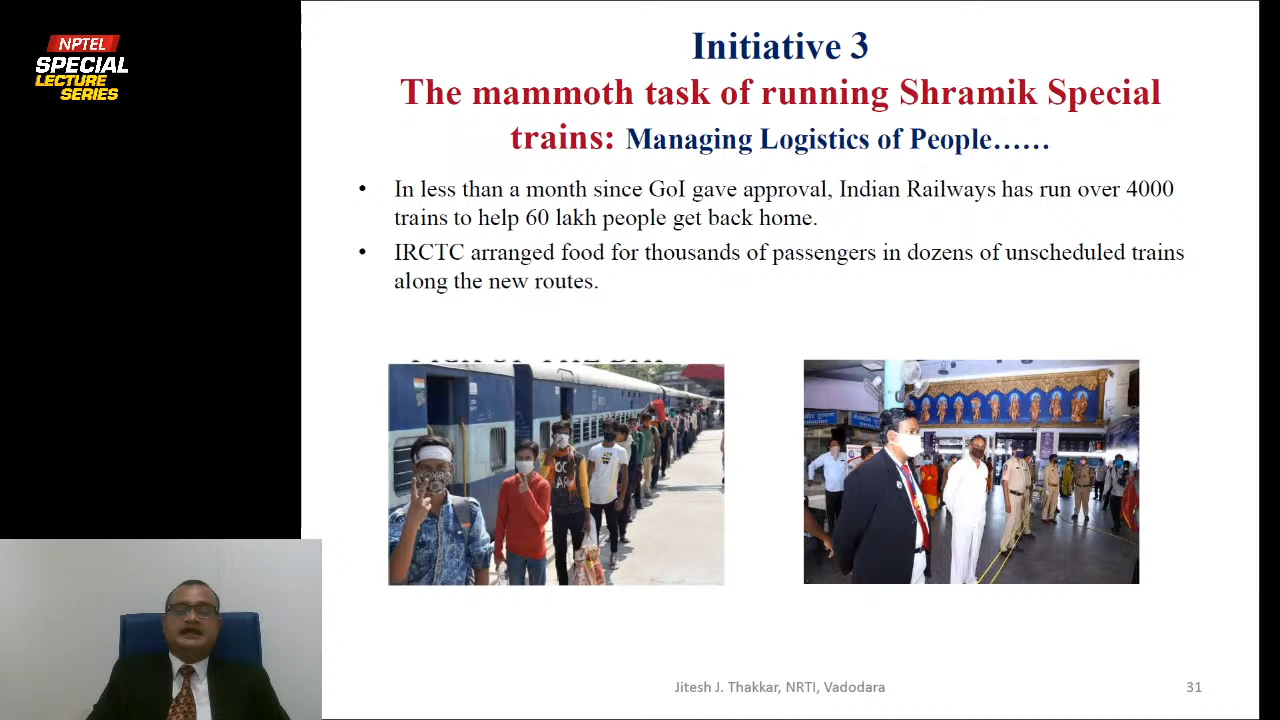 NPTEL
SPECIAL
LECTURE
SERIES
Initiative 3
The mammoth task of running Shramik Special
trains: Managing Logistics of People……
• In less than a month since GoI gave approval, Indian Railways has run over 4000
trains to help 60 lakh people get back home.
• IRCTC arranged food for thousands of passengers in dozens of unscheduled trains
along the new routes.
Jitesh J. Thakkar, NRTI, Vadodara
31